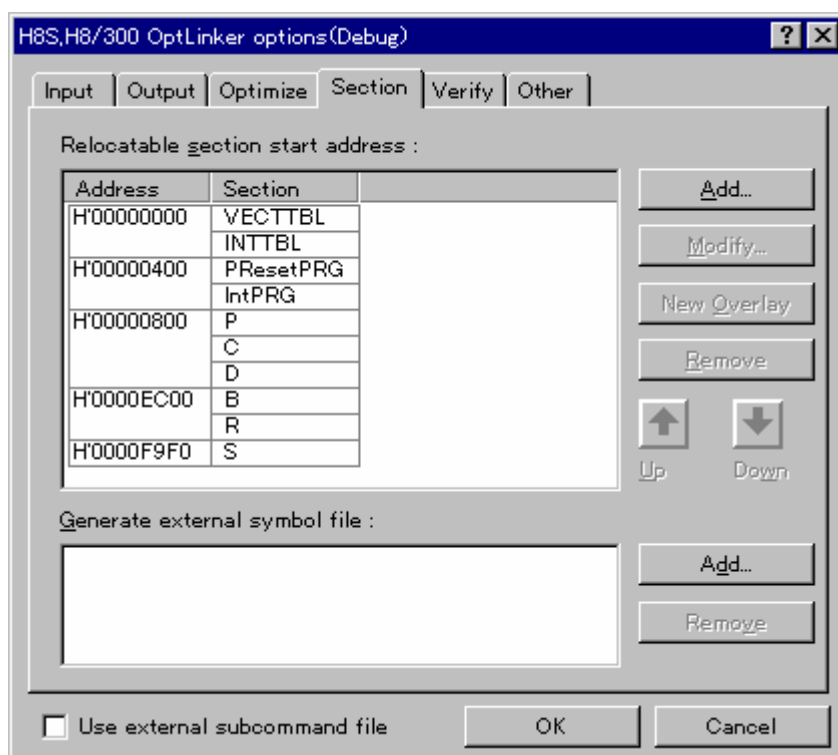 H8S,H8/300 OptLinker options(Debug)
Input Output Optimize Section Verify Other
Relocatable section start address :
Address Section
H'00000000 VECTTBL
INTTBL
H'00000400 PResetPRG
IntPRG
H'00000800 P
C
D
H'0000EC00 B
R
H'0000F9F0 S
Add...
Modify...
New Overlay
Remove
Up Down
Generate external symbol file :
Add...
Remove
Use external subcommand file
OK Cancel